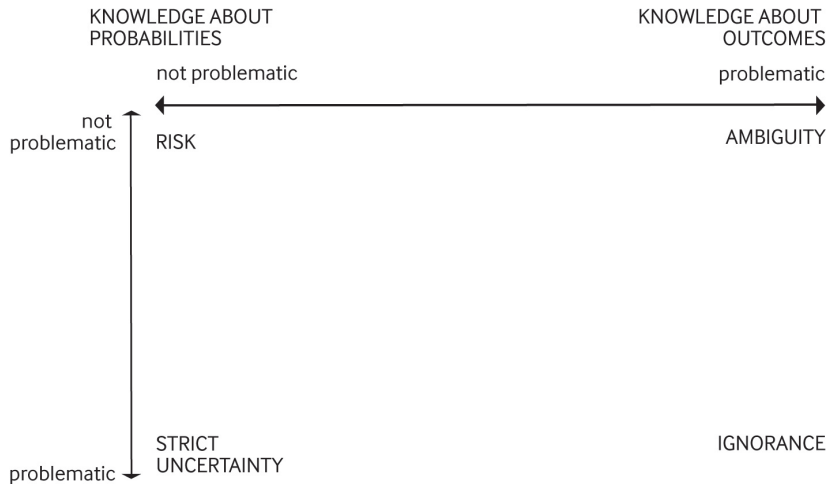 KNOWLEDGE ABOUT
PROBABILITIES
KNOWLEDGE ABOUT
OUTCOMES
not problematic
problematic
not
problematic
RISK
AMBIGUITY
STRICT
UNCERTAINTY
IGNORANCE
problematic